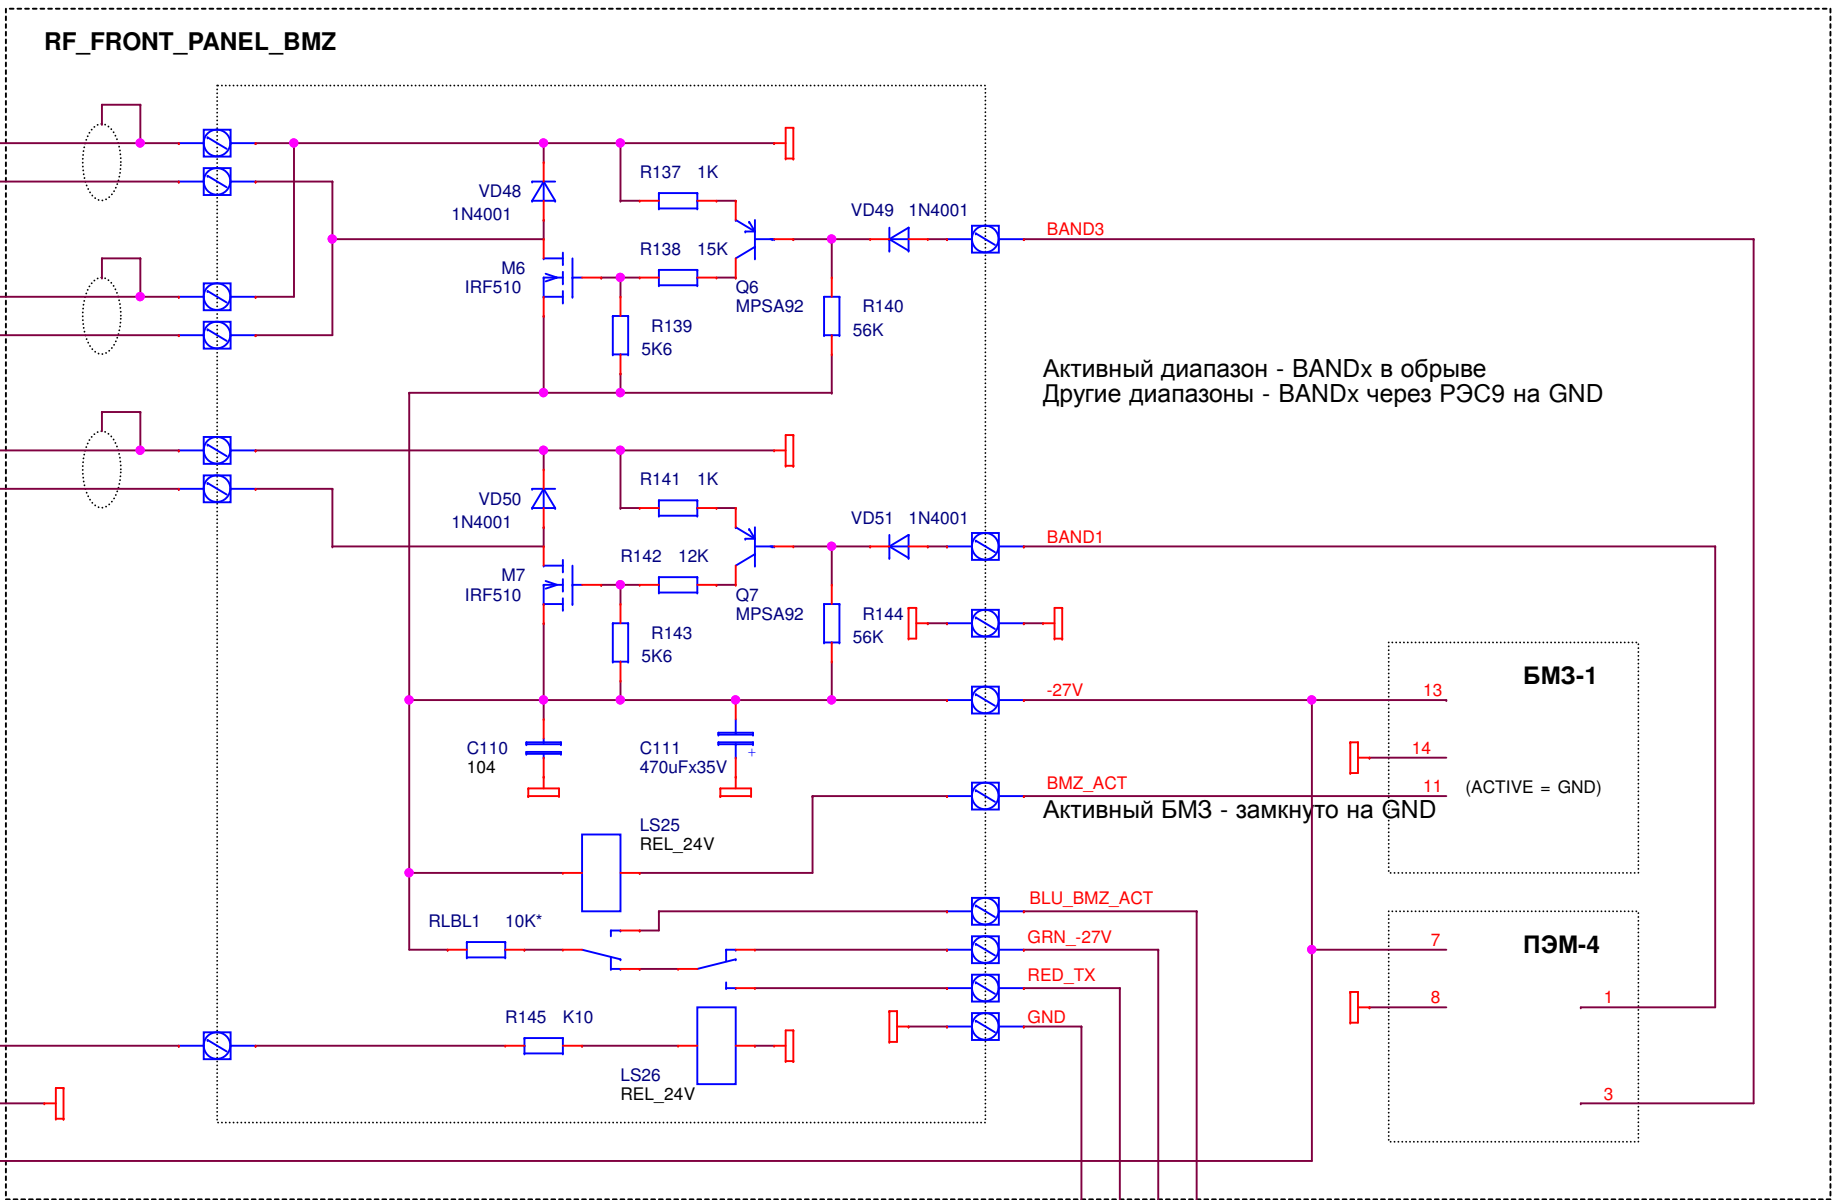 RF_FRONT_PANEL_BMZ
R137 1K
VD48
1N4001
VD49 1N4001
BAND3
R138 15K
M6
IRF510
Q6
MPSA92
R140
56K
R139
5K6
Активный диапазон - BANDx в обрыве
Другие диапазоны - BANDx через РЭС9 на GND
R141 1K
VD50
1N4001
VD51 1N4001
BAND1
R142 12K
M7
IRF510
Q7
MPSA92
R144
56K
R143
5K6
-27V
БМЗ-1
13
14
11
(ACTIVE = GND)
C110
104
C111
470uFx35V
+
BMZ_ACT
Активный БМЗ - замкнуто на GND
LS25
REL_24V
BLU_BMZ_ACT
RLBL1 10K*
GRN_-27V
RED_TX
GND
ПЭМ-4
7
8
1
3
R145 K10
LS26
REL_24V